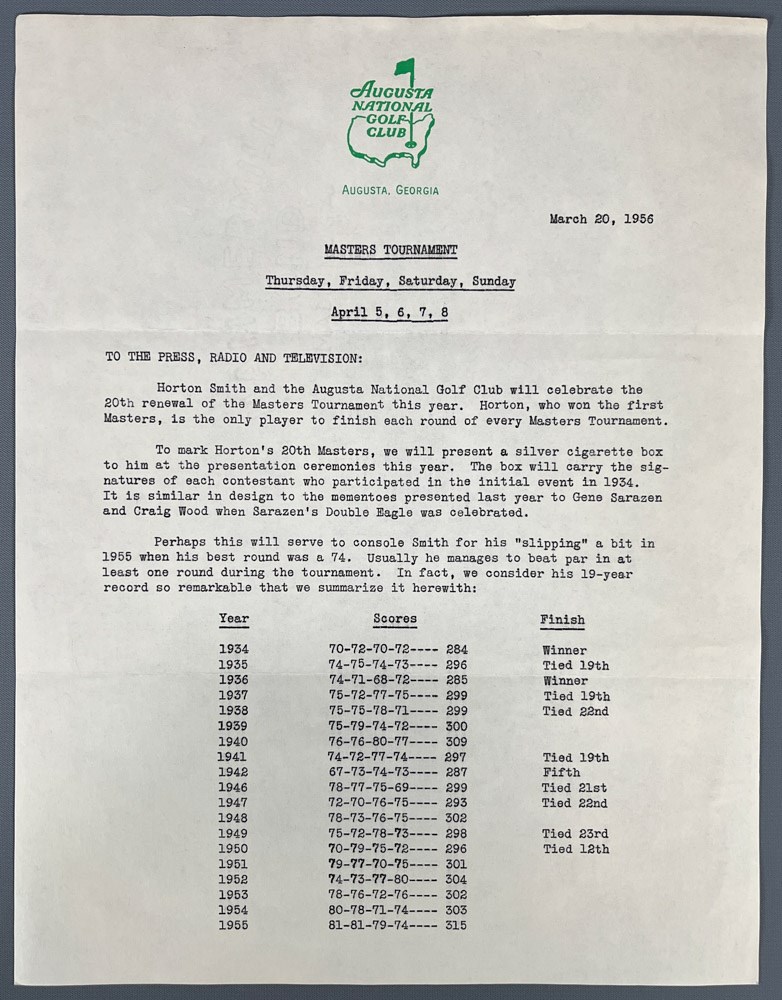 AUGUSTA
NATIONAL
GOLF
CLUB
AUGUSTA, GEORGIA
March 20, 1956
MASTERS TOURNAMENT
Thursday, Friday, Saturday, Sunday
April 5, 6, 7, 8
TO THE PRESS, RADIO AND TELEVISION:
Horton Smith and the Augusta National Golf Club will celebrate the
20th renewal of the Masters Tournament this year. Horton, who won the first
Masters, is the only player to finish each round of every Masters Tournament.
To mark Horton's 20th Masters, we will present a silver cigarette box
to him at the presentation ceremonies this year. The box will carry the sig-
natures of each contestant who participated in the initial event in 1934.
It is similar in design to the mementoes presented last year to Gene Sarazen
and Craig Wood when Sarazen's Double Eagle was celebrated.
Perhaps this will serve to console Smith for his "slipping" a bit in
1955 when his best round was a 74. Usually he manages to beat par in at
least one round during the tournament. In fact, we consider his 19-year
record so remarkable that we summarize it herewith:
Year Scores Finish
1934 70-72-70-72---- 284 Winner
1935 74-75-74-73---- 296 Tied 19th
1936 74-71-68-72---- 285 Winner
1937 75-72-77-75---- 299 Tied 19th
1938 75-75-78-71---- 299 Tied 22nd
1939 75-79-74-72---- 300
1940 76-76-80-77---- 309
1941 74-72-77-74---- 297 Tied 19th
1942 67-73-74-73---- 287 Fifth
1946 78-77-75-69---- 299 Tied 21st
1947 72-70-76-75---- 293 Tied 22nd
1948 78-73-76-75---- 302
1949 75-72-78-73---- 298 Tied 23rd
1950 70-79-75-72---- 296 Tied 12th
1951 79-77-70-75---- 301
1952 74-73-77-80---- 304
1953 78-76-72-76---- 302
1954 80-78-71-74---- 303
1955 81-81-79-74---- 315